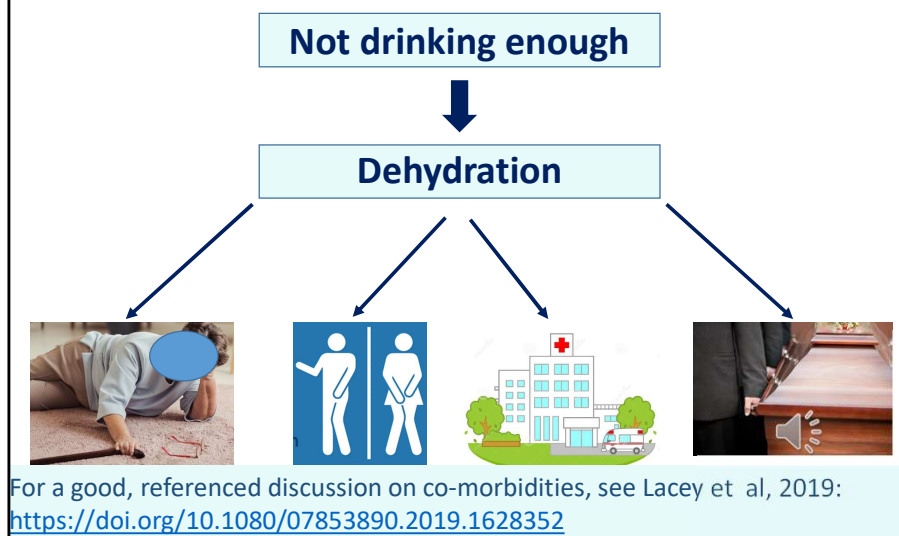 Not drinking enough
Dehydration
For a good, referenced discussion on co-morbidities, see Lacey et al, 2019:
https://doi.org/10.1080/07853890.2019.1628352